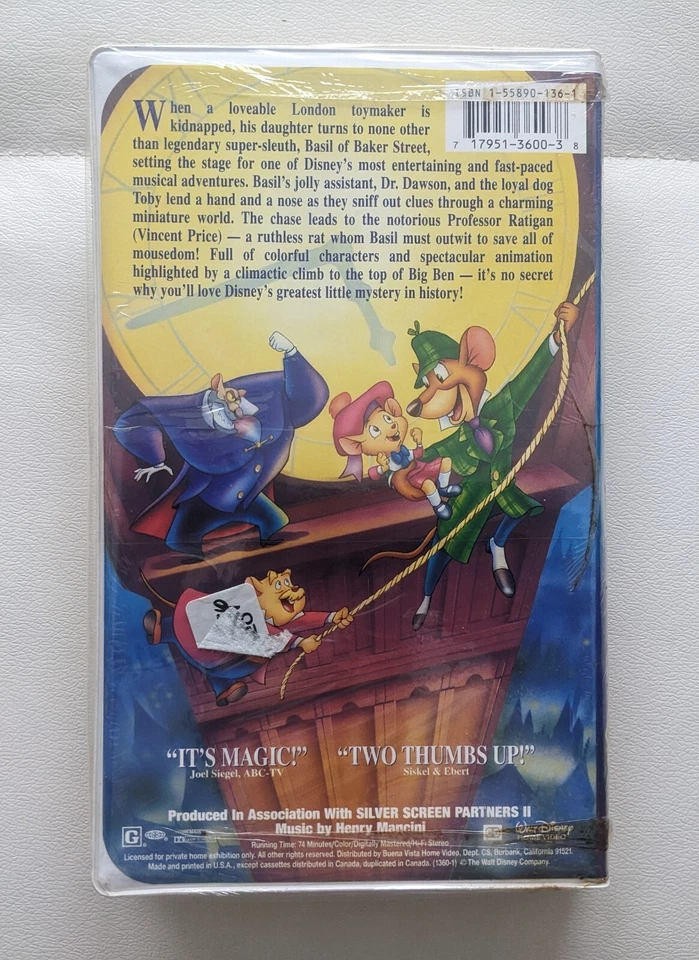 ISBN 1-55890-136-1
When a loveable London toymaker is
kidnapped, his daughter turns to none other
than legendary super-sleuth, Basil of Baker Street,
setting the stage for one of Disney's most entertaining and fast-paced
musical adventures. Basil's jolly assistant, Dr. Dawson, and the loyal dog
Toby lend a hand and a nose as they sniff out clues through a charming
miniature world. The chase leads to the notorious Professor Ratigan
(Vincent Price) — a ruthless rat whom Basil must outwit to save all of
mousedom! Full of colorful characters and spectacular animation
highlighted by a climactic climb to the top of Big Ben — it's no secret
why you'll love Disney's greatest little mystery in history!
7 17951-3600-3 8
"IT'S MAGIC!" "TWO THUMBS UP!"
Joel Siegel, ABC-TV Siskel & Ebert
Produced In Association With SILVER SCREEN PARTNERS II
Music by Henry Mancini
G
CC
Walt Disney
HOME VIDEO
Running Time: 74 Minutes/Color/Digitally Mastered/Hi-Fi Stereo
Licensed for private home exhibition only. All other rights reserved. Distributed by Buena Vista Home Video, Dept. CS, Burbank, California 91521.
Made and printed in U.S.A., except cassettes distributed in Canada, duplicated in Canada. (1360-1) © The Walt Disney Company.